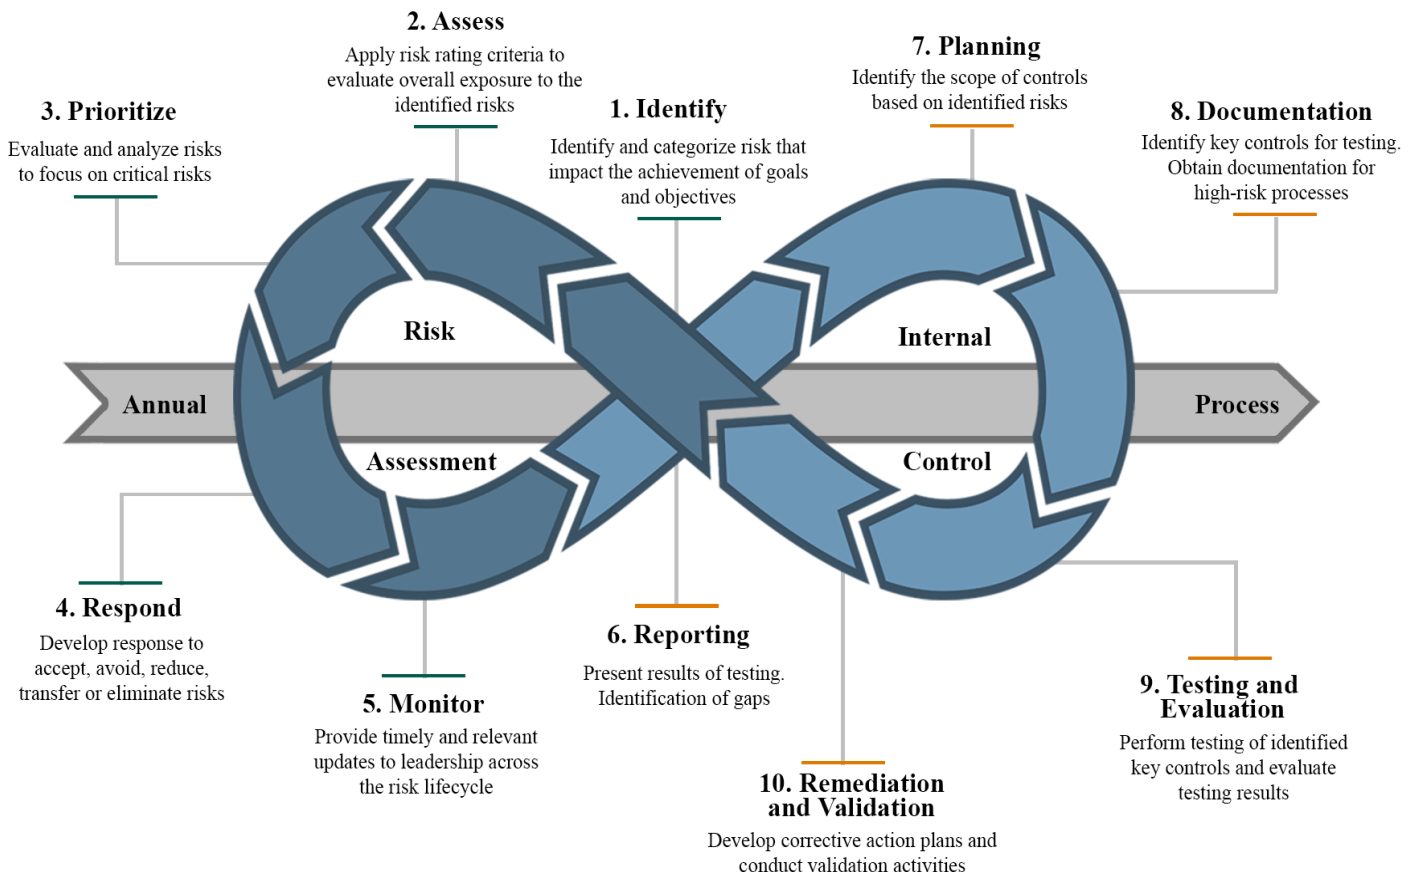 1. Identify
Identify and categorize risk that
impact the achievement of goals
and objectives
2. Assess
Apply risk rating criteria to
evaluate overall exposure to the
identified risks
3. Prioritize
Evaluate and analyze risks
to focus on critical risks
4. Respond
Develop response to
accept, avoid, reduce,
transfer or eliminate risks
5. Monitor
Provide timely and relevant
updates to leadership across
the risk lifecycle
6. Reporting
Present results of testing.
Identification of gaps
7. Planning
Identify the scope of controls
based on identified risks
8. Documentation
Identify key controls for testing.
Obtain documentation for
high-risk processes
9. Testing and
Evaluation
Perform testing of identified
key controls and evaluate
testing results
10. Remediation
and Validation
Develop corrective action plans and
conduct validation activities
Risk
Assessment
Internal
Control
Annual
Process